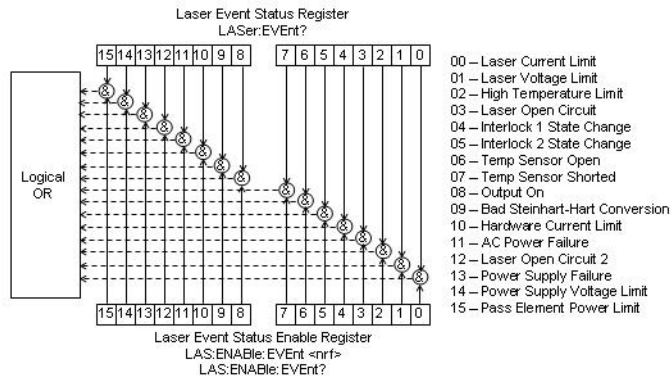 Laser Event Status Register
LASer:EVEnt?
15 14 13 12 11 10 9 8 7 6 5 4 3 2 1 0
& & & & & & & & & & & & & & & &
Logical
OR
15 14 13 12 11 10 9 8 7 6 5 4 3 2 1 0
Laser Event Status Enable Register
LAS:ENABle:EVEnt <nrf>
LAS:ENABle:EVEnt?
00 – Laser Current Limit
01 – Laser Voltage Limit
02 – High Temperature Limit
03 – Laser Open Circuit
04 – Interlock 1 State Change
05 – Interlock 2 State Change
06 – Temp Sensor Open
07 – Temp Sensor Shorted
08 – Output On
09 – Bad Steinhart-Hart Conversion
10 – Hardware Current Limit
11 – AC Power Failure
12 – Laser Open Circuit 2
13 – Power Supply Failure
14 – Power Supply Voltage Limit
15 – Pass Element Power Limit